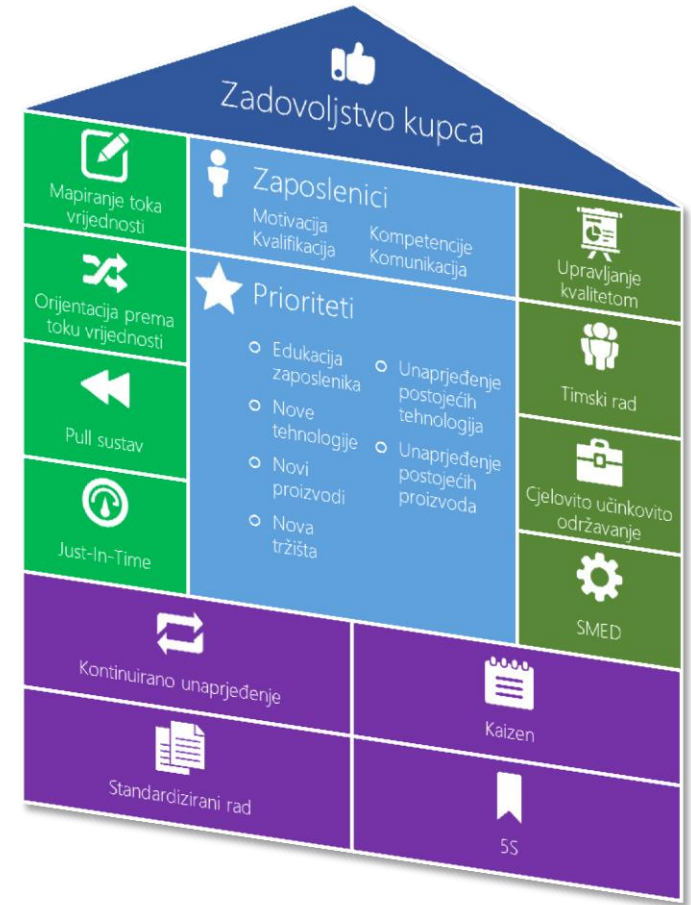 Zadovoljstvo kupca
Mapiranje toka
vrijednosti
Orijentacija prema
toku vrijednosti
Pull sustav
Just-In-Time
Zaposlenici
Motivacija
Kvalifikacija
Kompetencije
Komunikacija
Prioriteti
Edukacija
zaposlenika
Nove
tehnologije
Novi
proizvodi
Nova
tržišta
Unaprjeđenje
postojećih
tehnologija
Unaprjeđenje
postojećih
proizvoda
Upravljanje
kvalitetom
Timski rad
Cjelovito učinkovito
održavanje
SMED
Kontinuirano unaprjeđenje
Kaizen
Standardizirani rad
5S